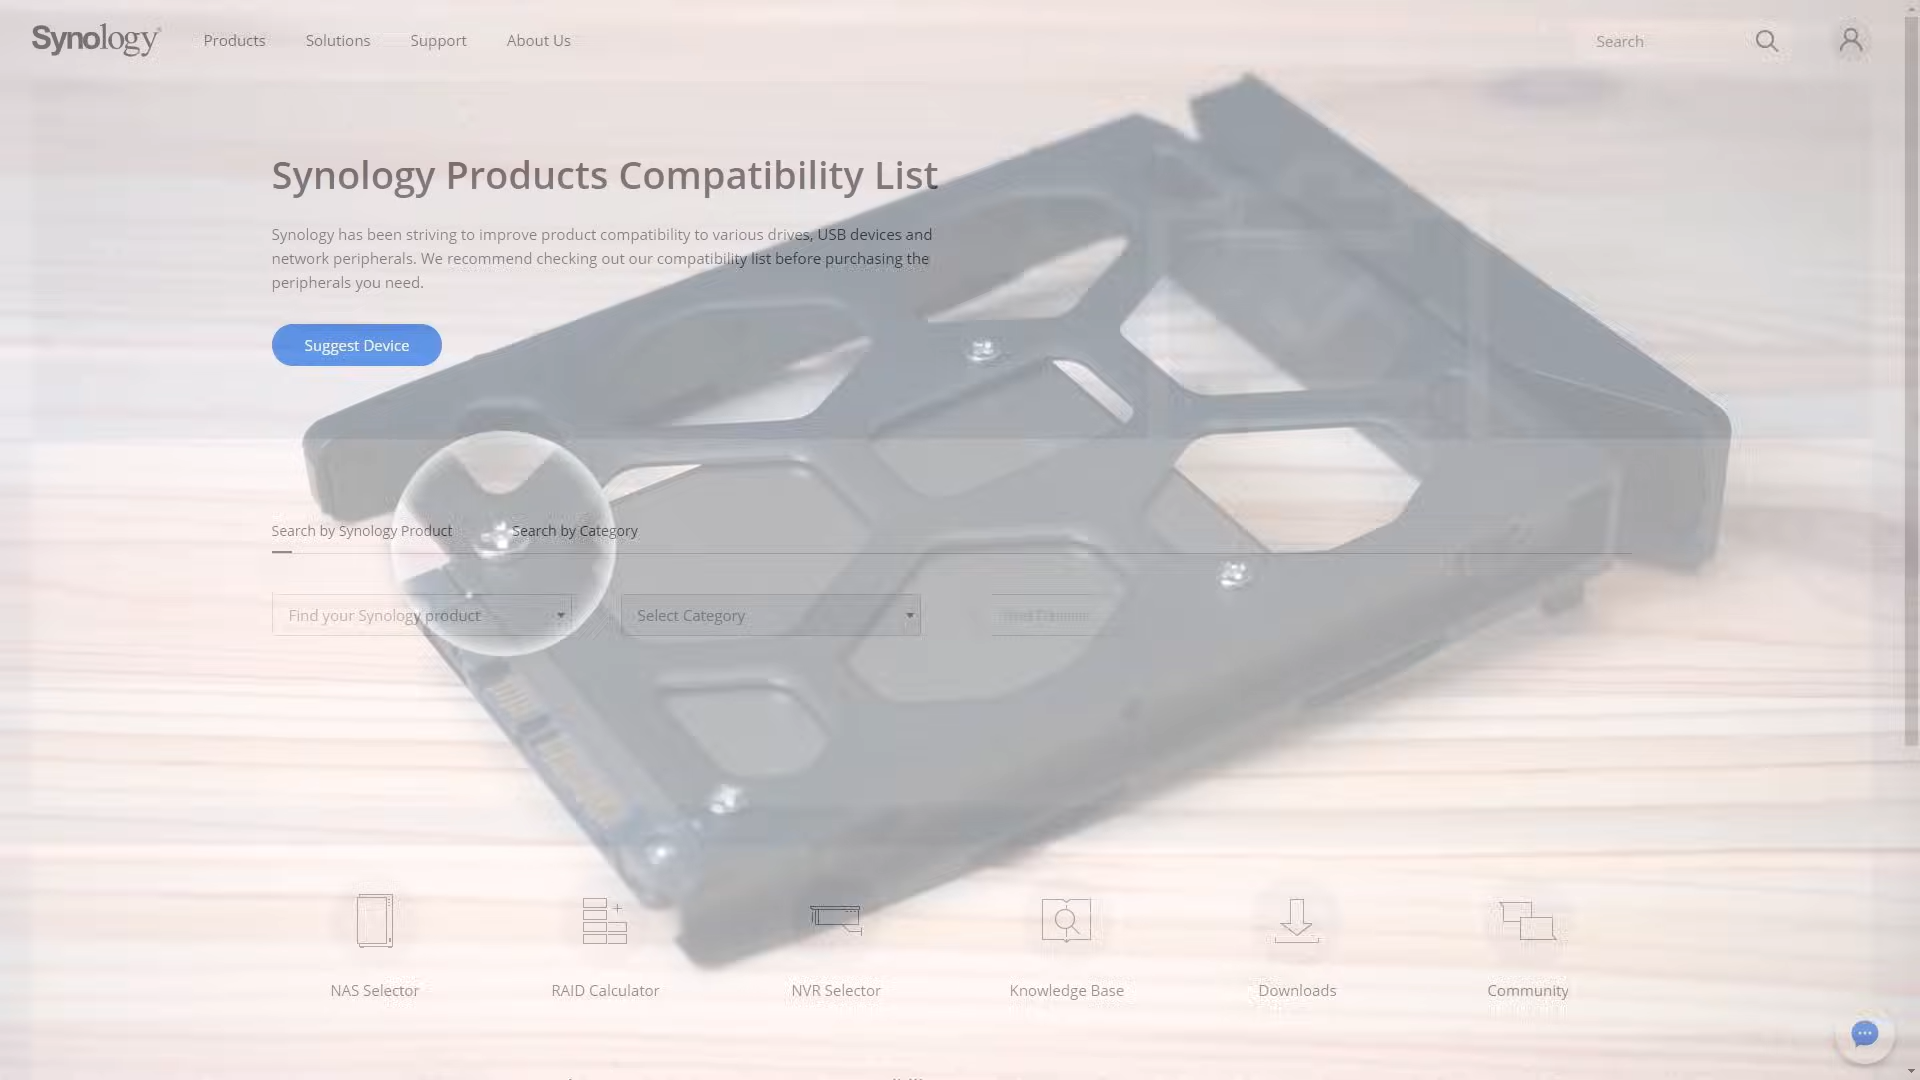 Synology
Products
Solutions
Support
About Us
Search
Synology Products Compatibility List
Synology has been striving to improve product compatibility to various drives, USB devices and
network peripherals. We recommend checking out our compatibility list before purchasing the
peripherals you need.
Suggest Device
Search by Synology Product
Search by Category
Find your Synology product
Select Category
NAS Selector
RAID Calculator
NVR Selector
Knowledge Base
Downloads
Community